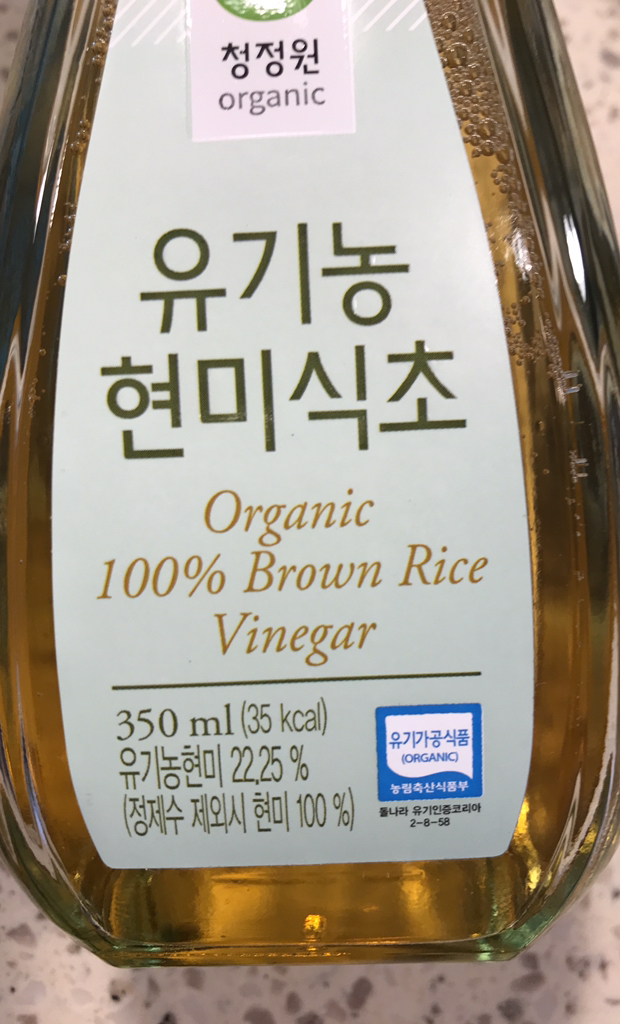 청정원
organic
유기농
현미식초
Organic
100% Brown Rice
Vinegar
350 ml (35 kcal)
유기농현미 22,25 %
(정제수 제외시 현미 100 %)
유기가공식품
(ORGANIC)
농림축산식품부
돌나라 유기인증코리아
2-8-58